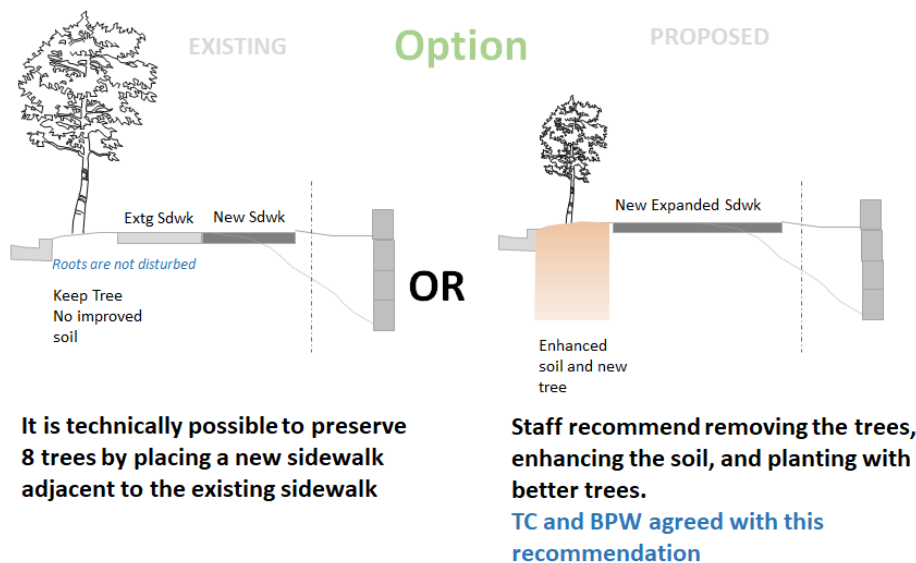 EXISTING
Option
PROPOSED
Extg Sdwk
New Sdwk
Roots are not disturbed
Keep Tree
No improved
soil
OR
New Expanded Sdwk
Enhanced
soil and new
tree
It is technically possible to preserve
8 trees by placing a new sidewalk
adjacent to the existing sidewalk
Staff recommend removing the trees,
enhancing the soil, and planting with
better trees.
TC and BPW agreed with this
recommendation